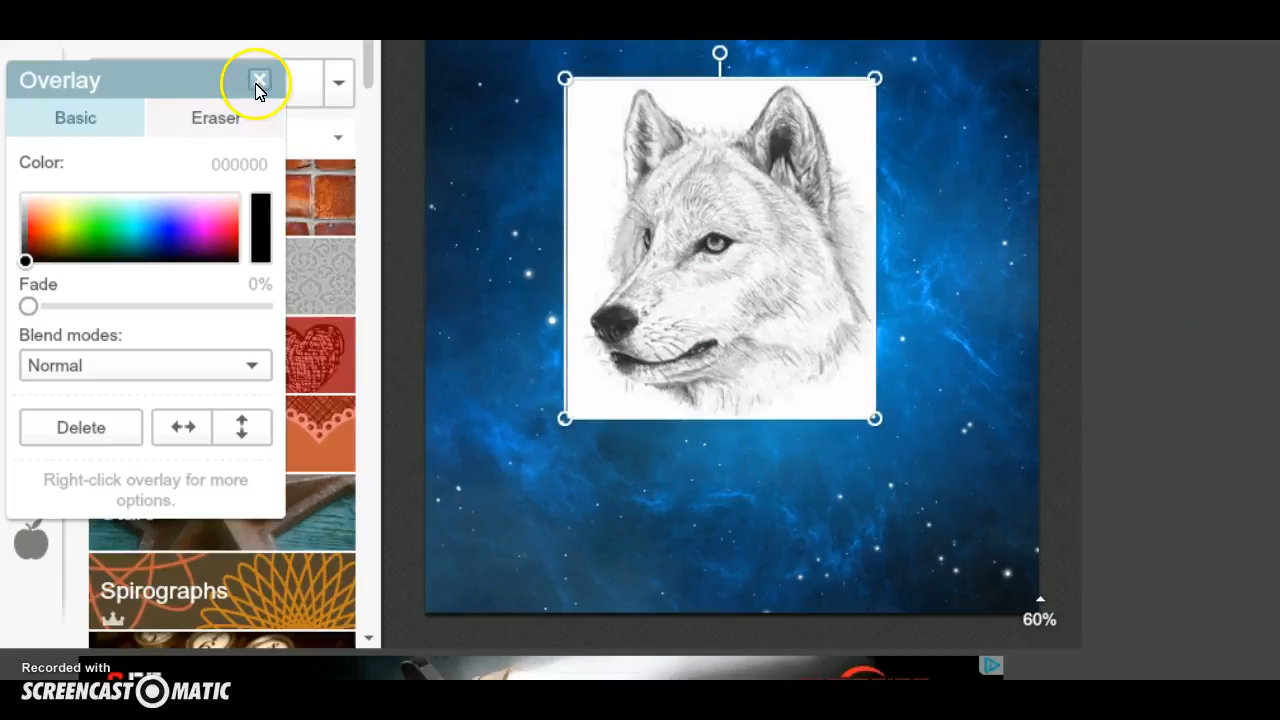 Overlay
Basic
Eraser
Color:
000000
Fade
0%
Blend modes:
Normal
Delete
Right-click overlay for more
options.
Spirographs
60%
Recorded with
SCREENCAST MATIC